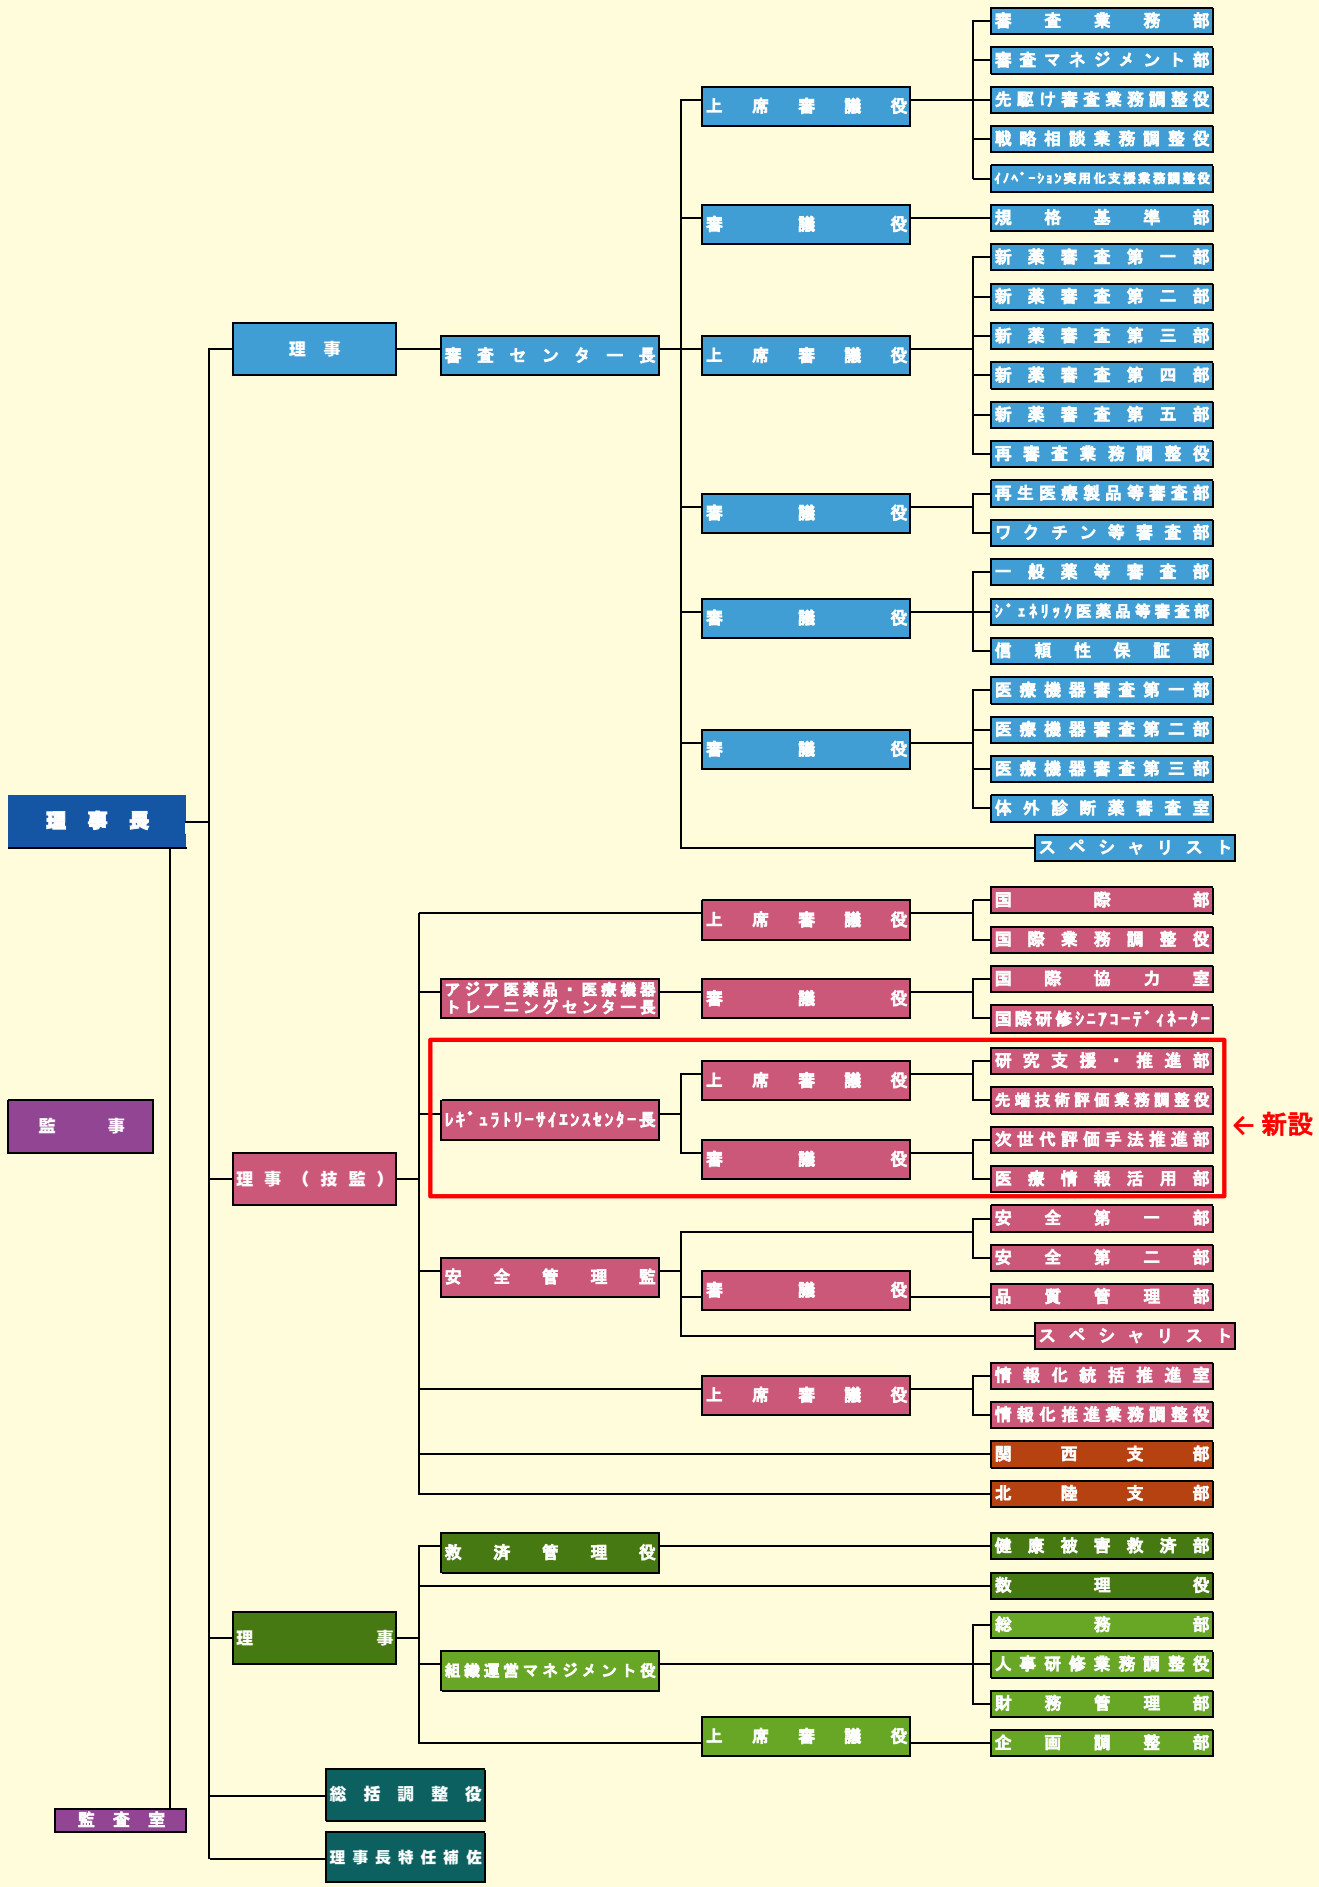 審査業務部
審査マネジメント部
上席審議役
先駆け審査業務調整役
戦略相談業務調整役
ｲﾉﾍﾞｰｼｮﾝ実用化支援業務調整役
審議役
規格基準部
新薬審査第一部
新薬審査第二部
理事
審査センター長
上席審議役
新薬審査第三部
新薬審査第四部
新薬審査第五部
再審査業務調整役
審議役
再生医療製品等審査部
ワクチン等審査部
一般薬等審査部
審議役
ｼﾞｪﾈﾘｯｸ医薬品等審査部
信頼性保証部
医療機器審査第一部
審議役
医療機器審査第二部
医療機器審査第三部
体外診断薬審査室
理事長
スペシャリスト
上席審議役
国際部
国際業務調整役
アジア医薬品・医療機器
トレーニングセンター長
審議役
国際協力室
国際研修ｼﾆｱｺｰﾃﾞｨﾈｰﾀｰ
上席審議役
研究支援・推進部
先端技術評価業務調整役
ﾚｷﾞｭﾗﾄﾘｰｻｲｴﾝｽｾﾝﾀｰ長
監事
審議役
次世代評価手法推進部
医療情報活用部
←新設
理事（技監）
安全第一部
安全第二部
安全管理監
審議役
品質管理部
スペシャリスト
上席審議役
情報化統括推進室
情報化推進業務調整役
関西支部
北陸支部
救済管理役
健康被害救済部
数理役
理事
総務部
組織運営マネジメント役
人事研修業務調整役
財務管理部
上席審議役
企画調整部
総括調整役
監査室
理事長特任補佐